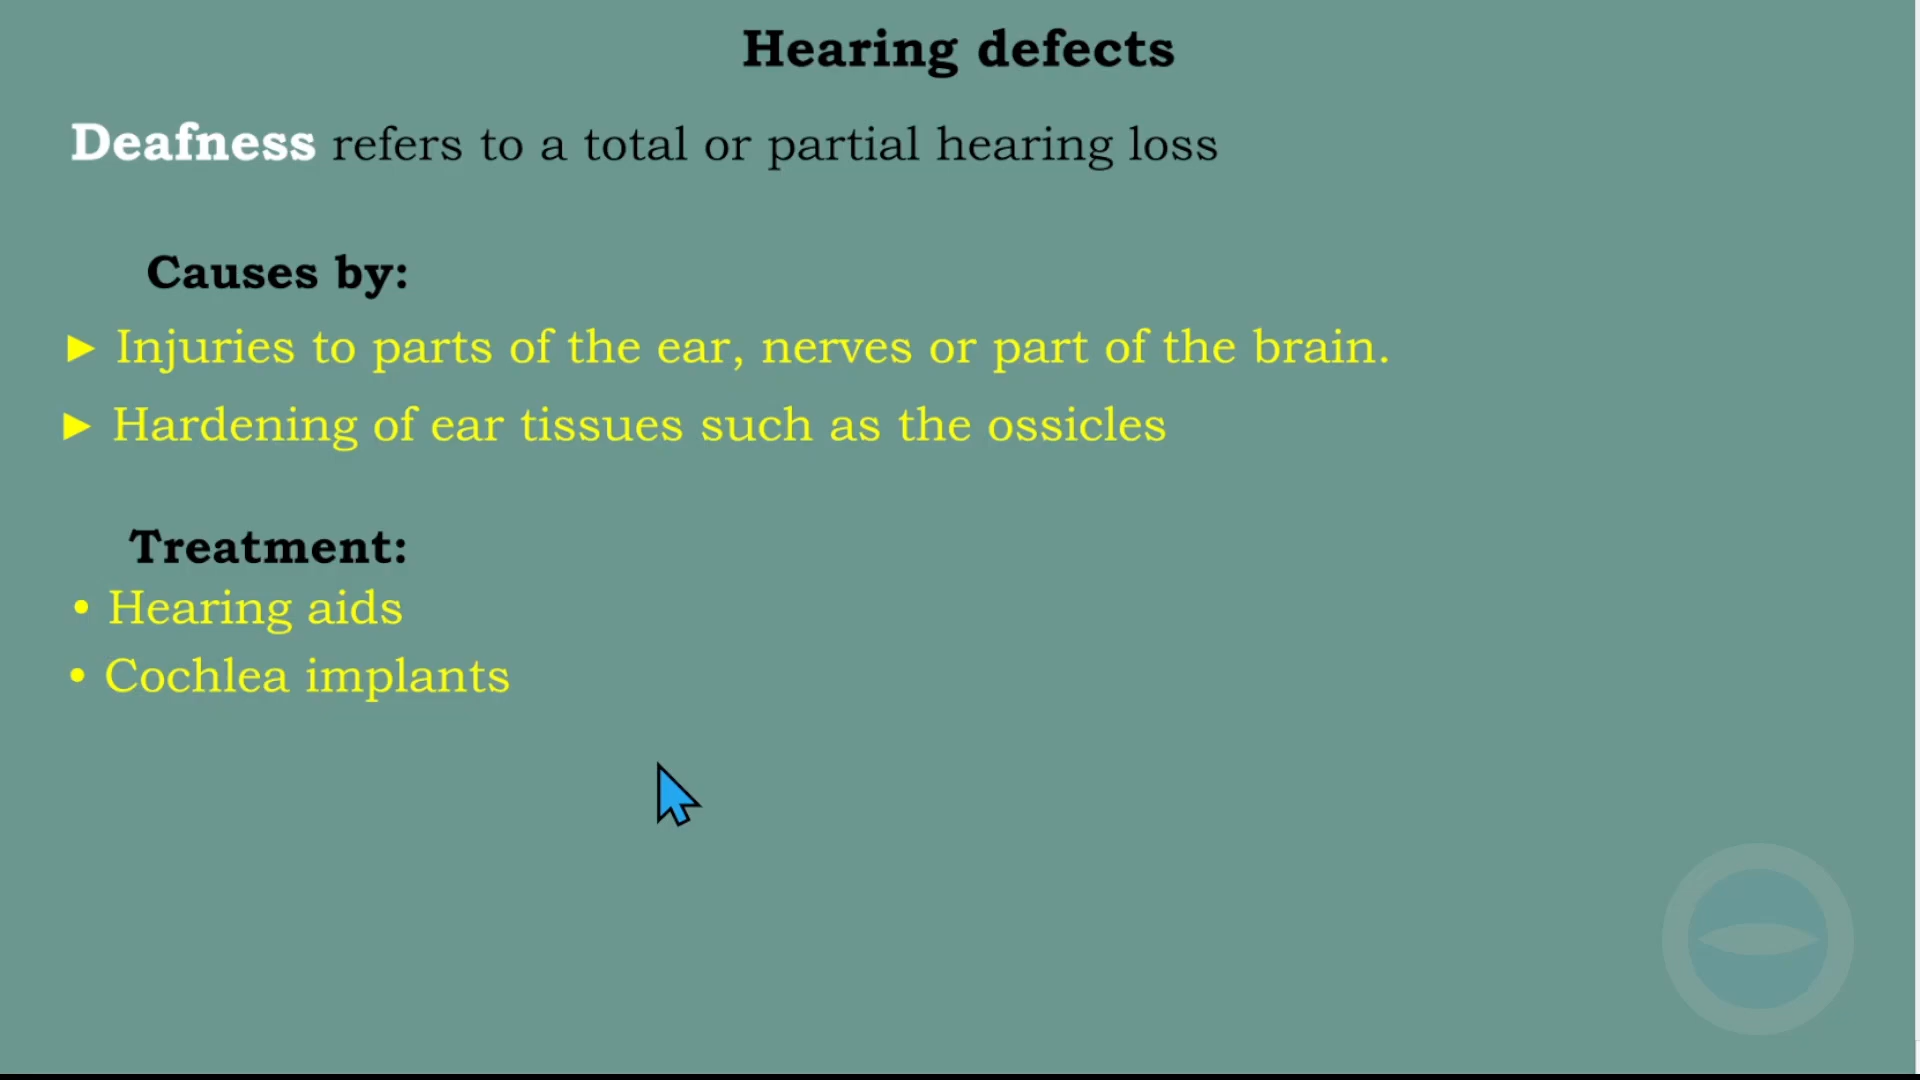 Hearing defects
Deafness refers to a total or partial hearing loss
Causes by:
► Injuries to parts of the ear, nerves or part of the brain.
► Hardening of ear tissues such as the ossicles
Treatment:
• Hearing aids
• Cochlea implants